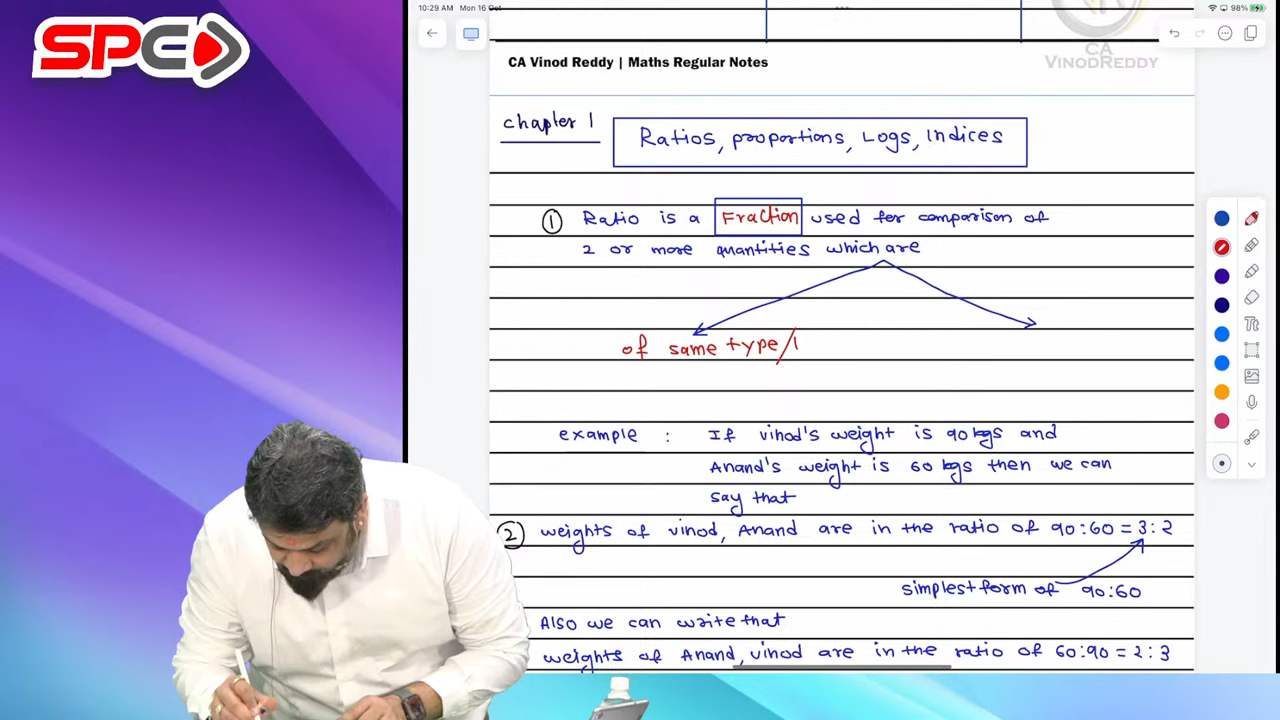 10:29 AM Mon 16 Oct
98%
SPC
CA
VINODREDDY
CA Vinod Reddy | Maths Regular Notes
chapter 1
Ratios, proportions, Logs, Indices
1 Ratio is a Fraction used for comparison of
2 or more quantities which are
of same type/
example : If vinod's weight is 90 kgs and
Anand's weight is 60 kgs then we can
say that
2 weights of vinod, Anand are in the ratio of 90:60 = 3:2
simplest form of 90:60
Also we can write that
weights of Anand, vinod are in the ratio of 60:90 = 2:3
Tt